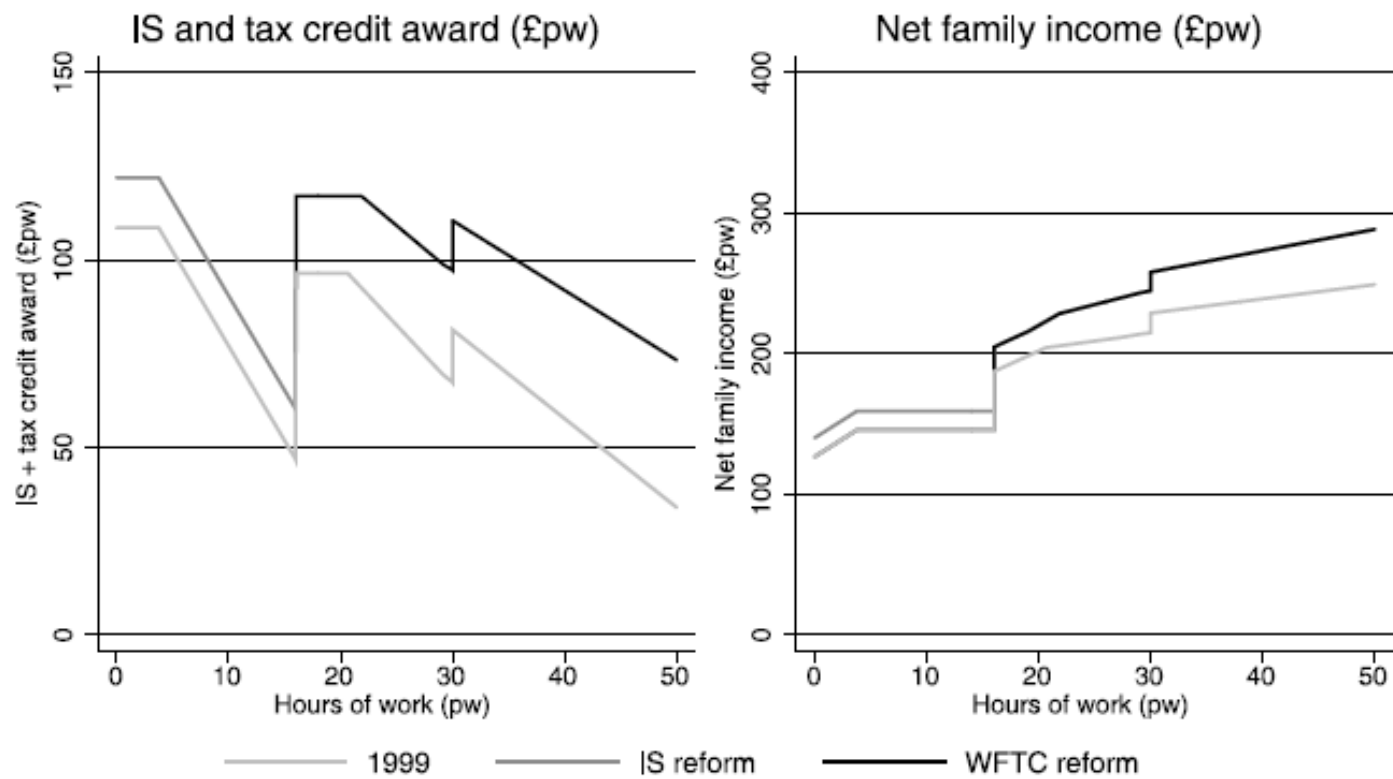 IS and tax credit award (£pw)
IS + tax credit award (£pw)
150
100
50
0
0 10 20 30 40 50
Hours of work (pw)
Net family income (£pw)
Net family income (£pw)
400
300
200
100
0
0 10 20 30 40 50
Hours of work (pw)
1999 IS reform WFTC reform